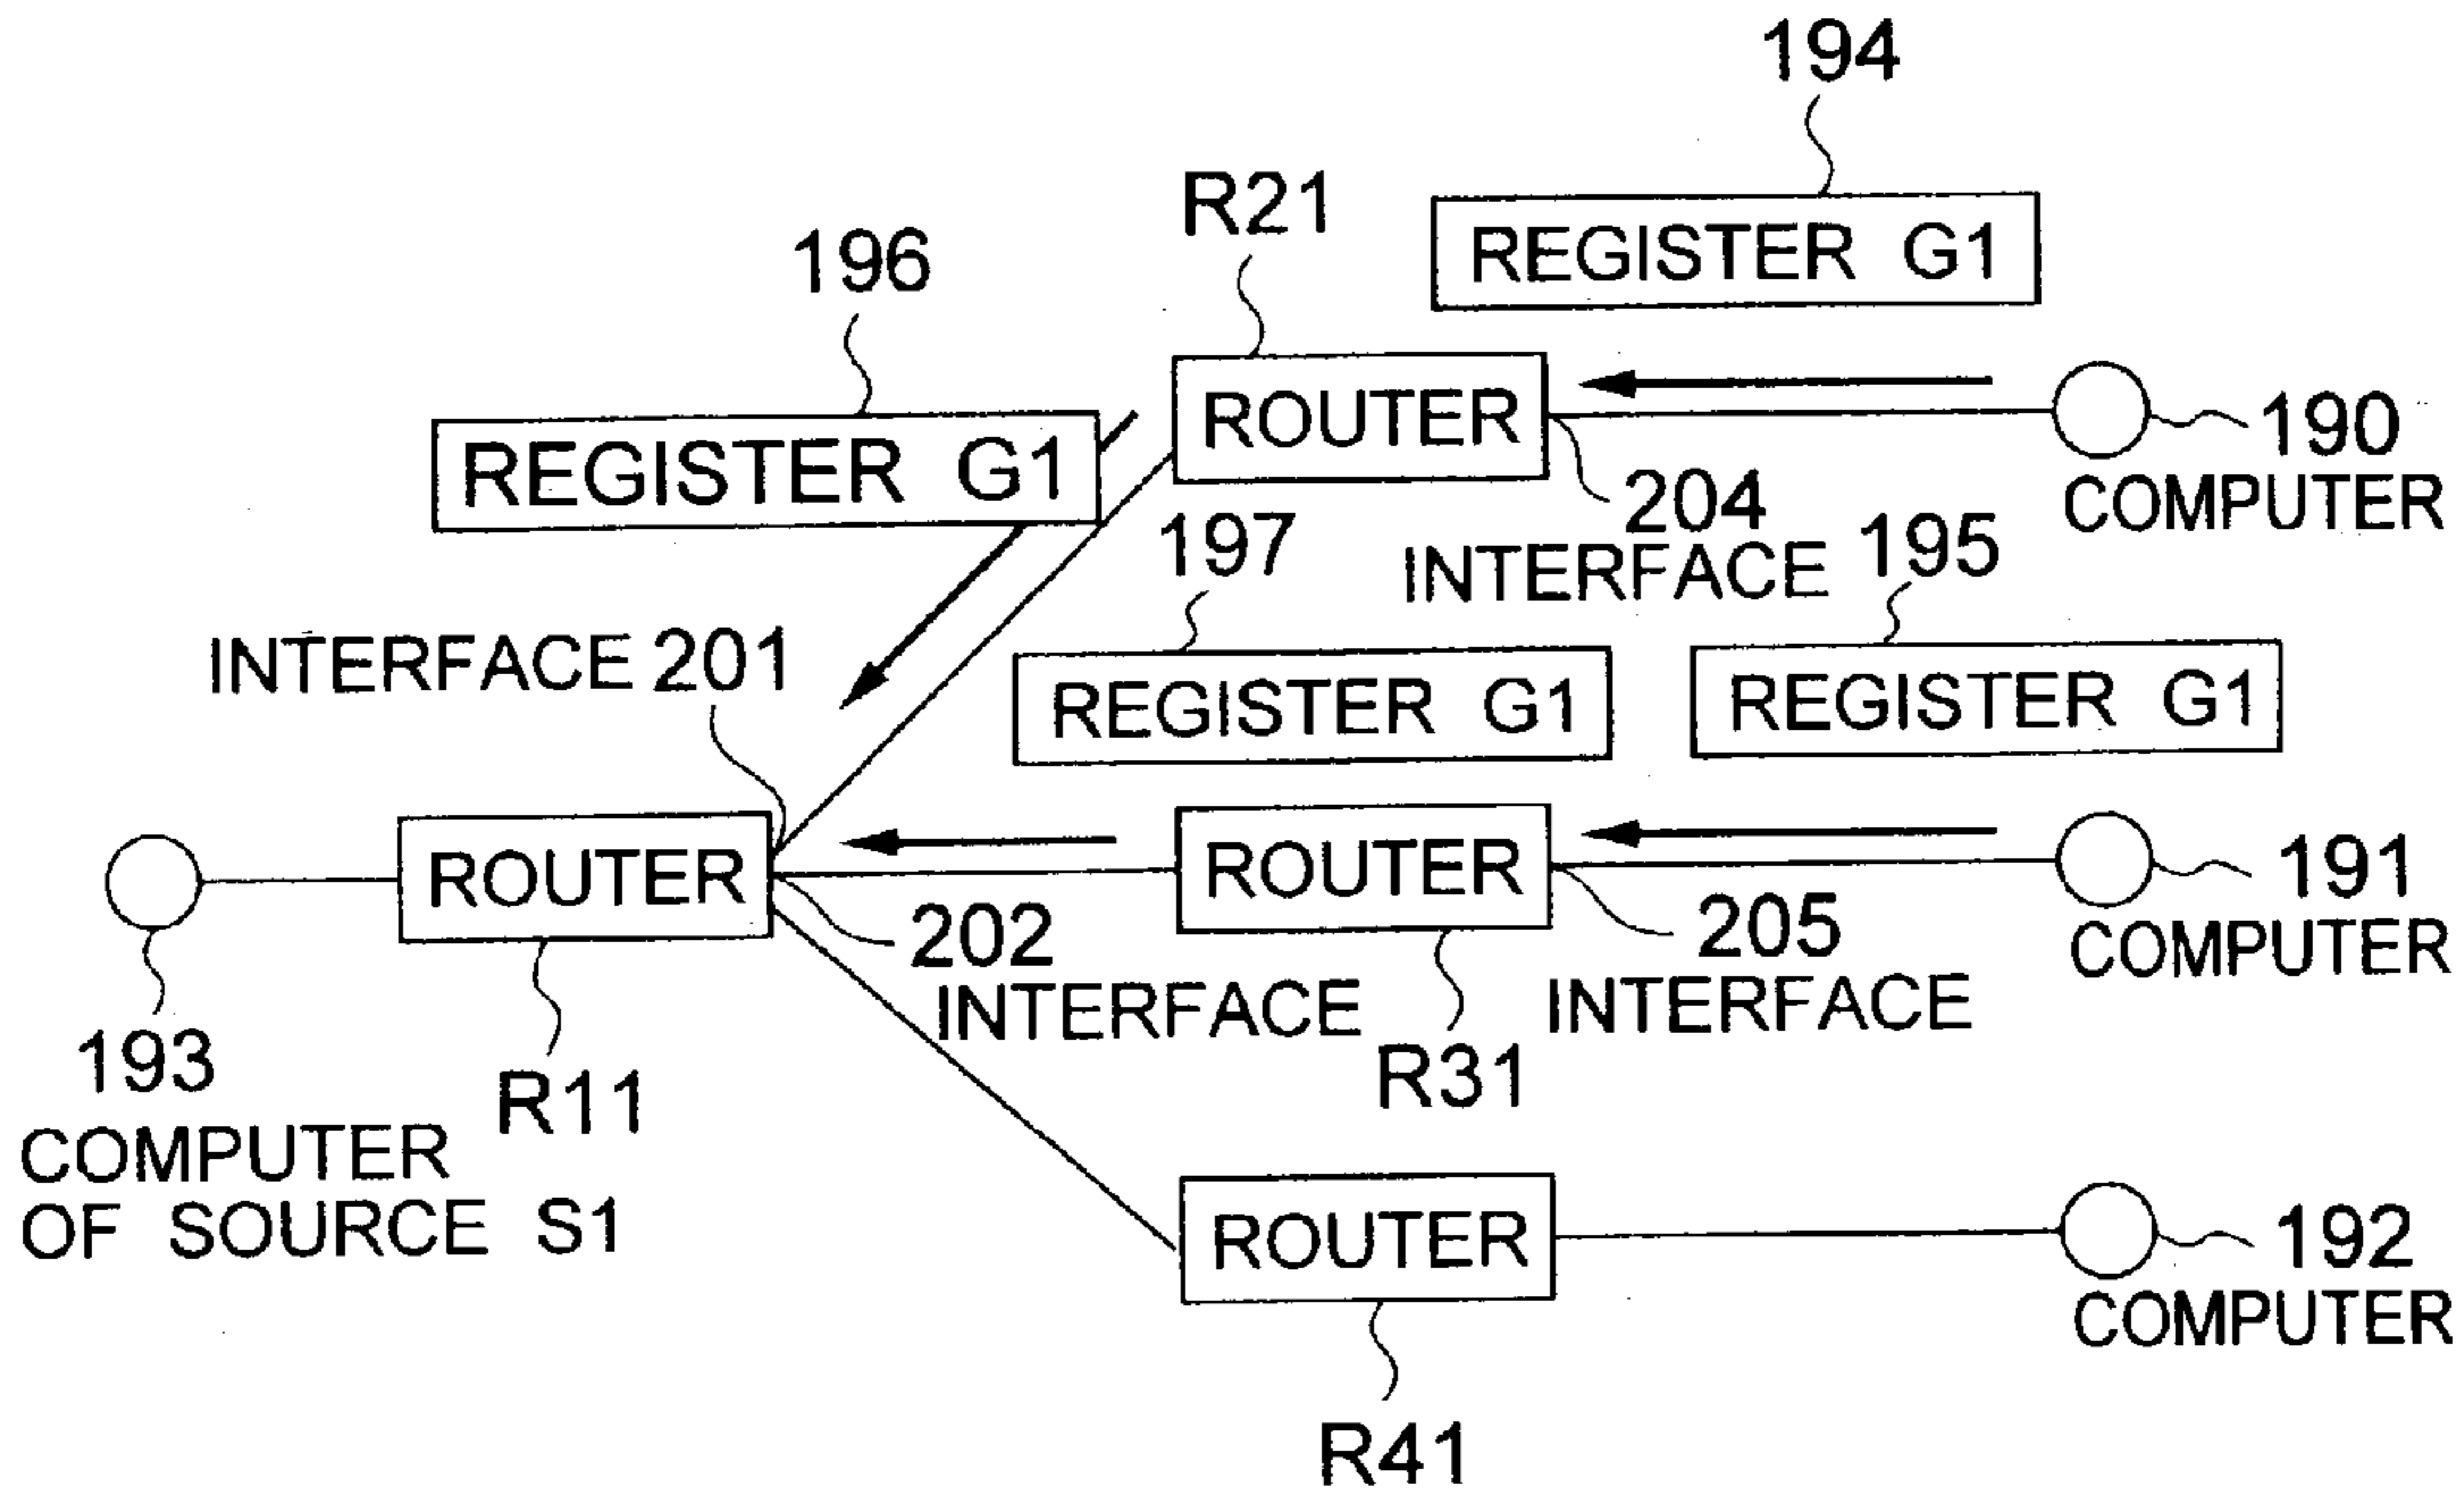 194
R21
REGISTER G1
196
190
COMPUTER
ROUTER
REGISTER G1
204
INTERFACE
197
195
INTERFACE 201
REGISTER G1
REGISTER G1
ROUTER
ROUTER
191
COMPUTER
202
INTERFACE
205
INTERFACE
193
COMPUTER
OF SOURCE S1
R11
R31
ROUTER
192
COMPUTER
R41